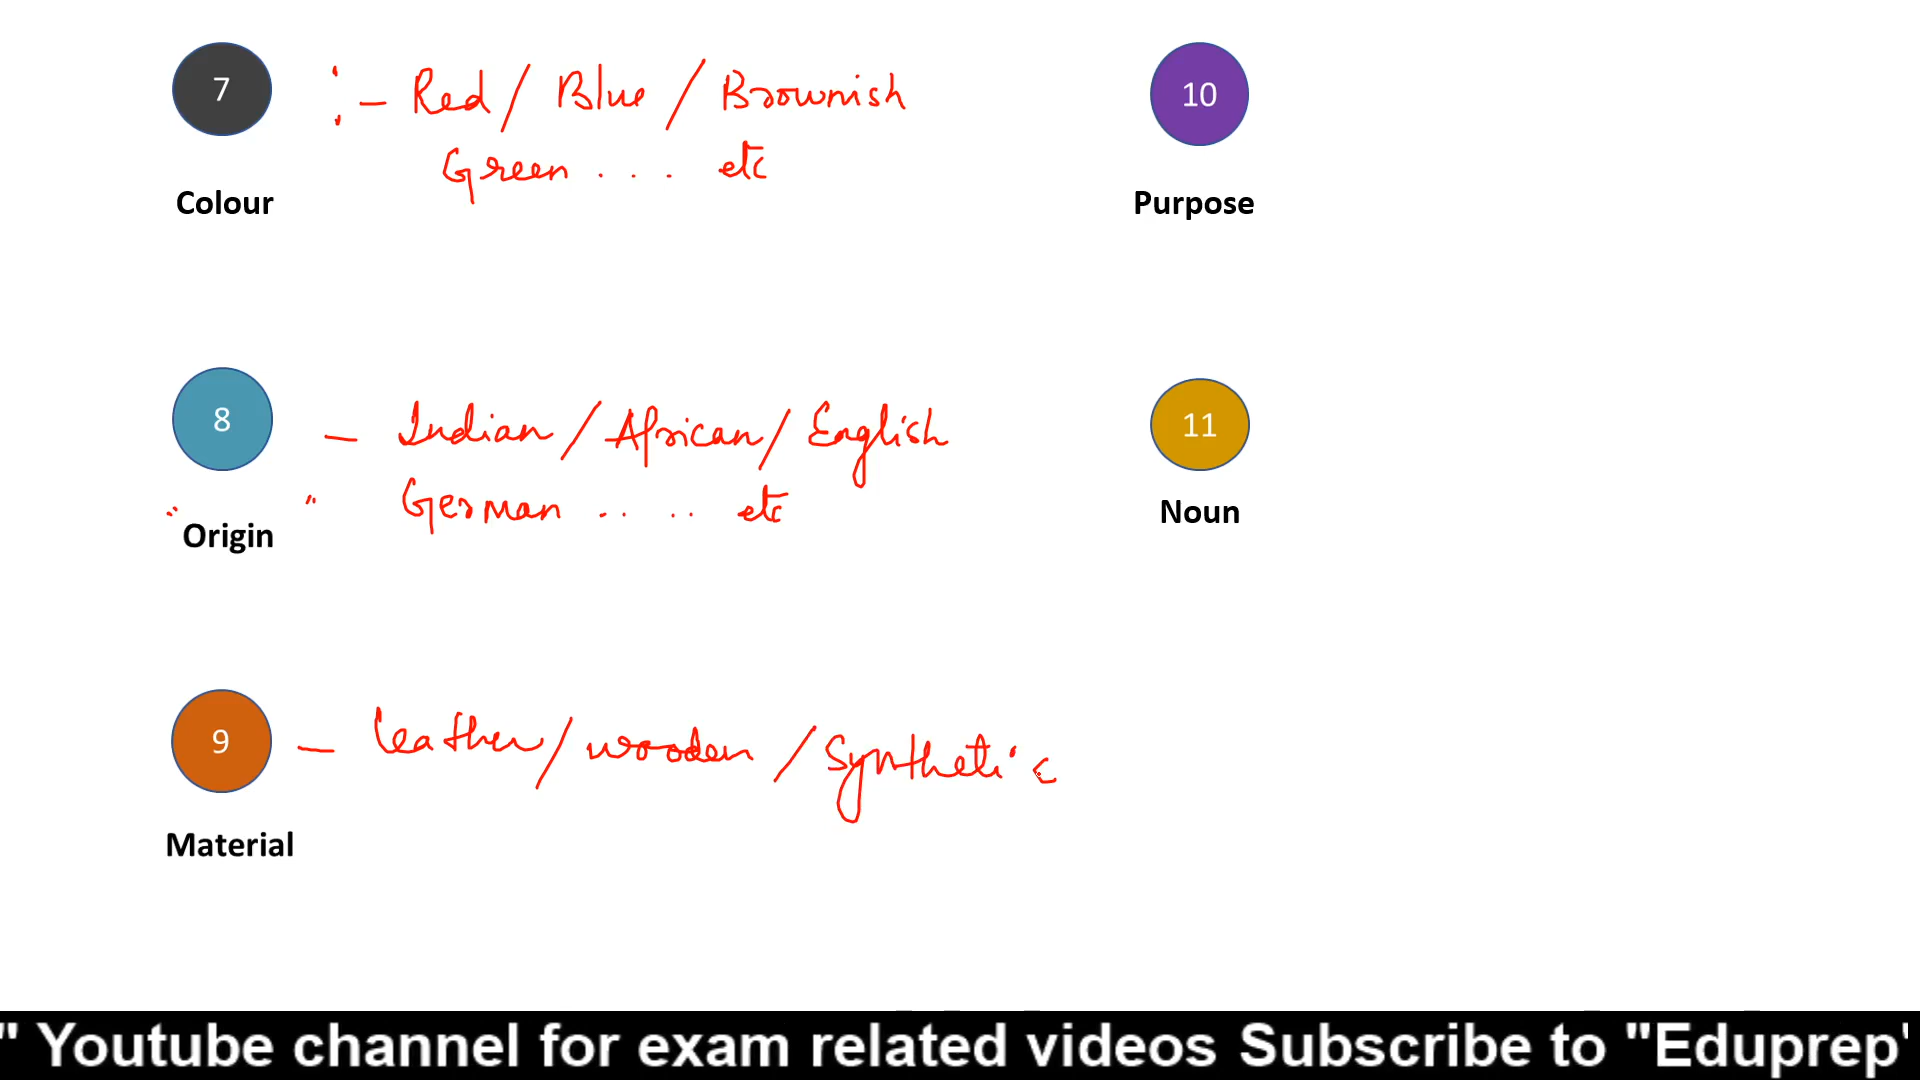 7 :- Red / Blue / Brownish
Green ... etc
Colour
8 - Indian / African / English
German .... etc
" Origin "
9 - leather / wooden / Synthetic
Material
10
Purpose
11
Noun
" Youtube channel for exam related videos Subscribe to "Eduprep"